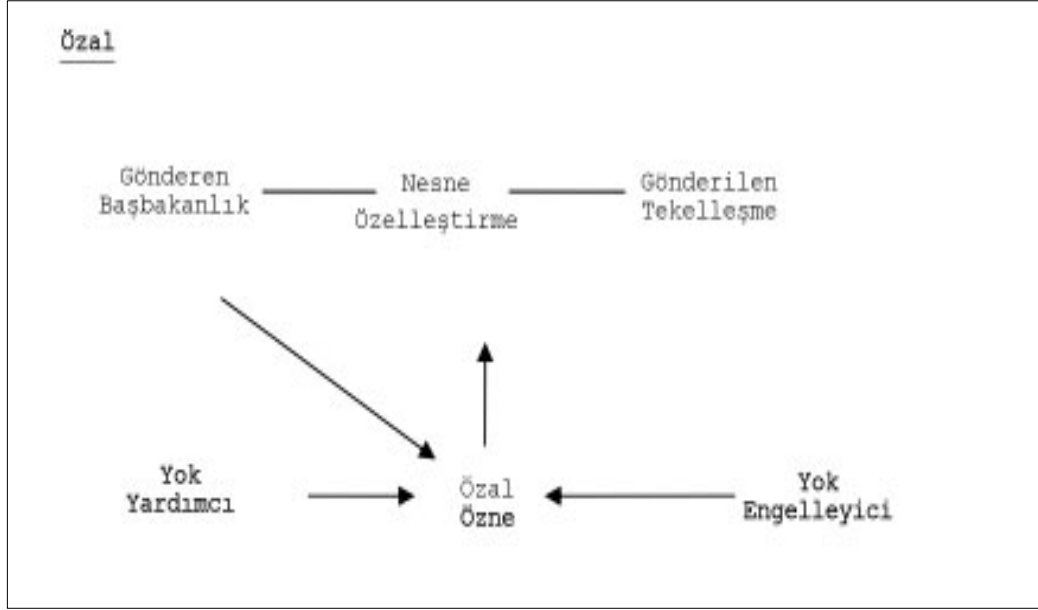 Özal
Gönderen
Başbakanlık
Nesne
Özelleştirme
Gönderilen
Tekelleşme
Yok
Yardımcı
Özal
Özne
Yok
Engelleyici